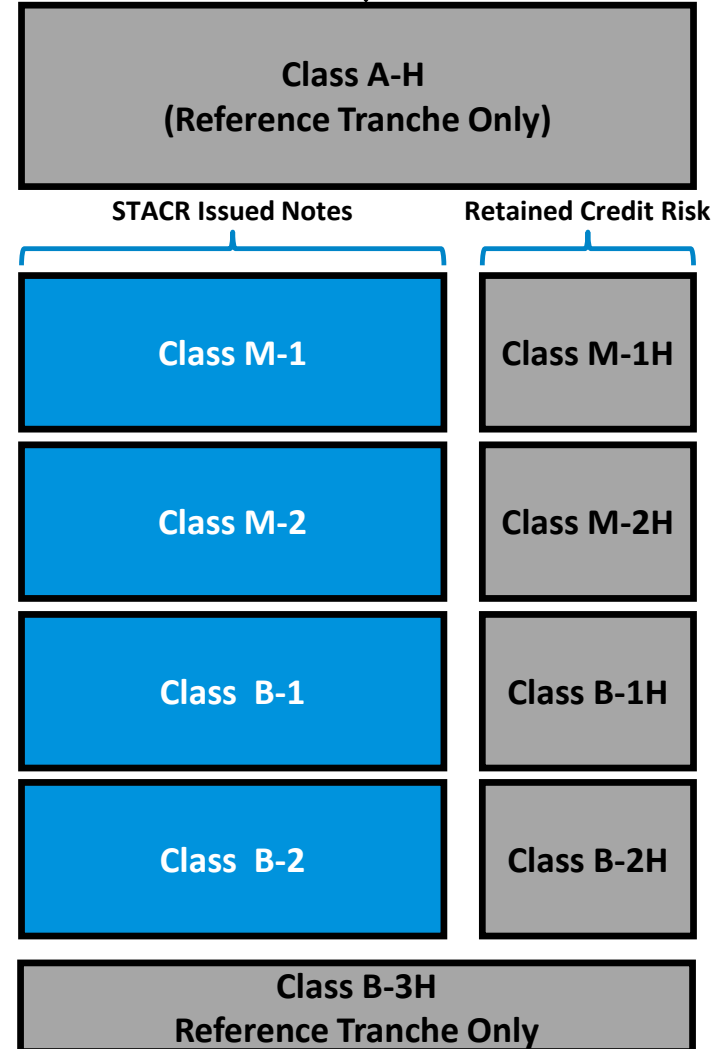 Class A-H
(Reference Tranche Only)
STACR Issued Notes
Retained Credit Risk
Class M-1
Class M-1H
Class M-2
Class M-2H
Class B-1
Class B-1H
Class B-2
Class B-2H
Class B-3H
Reference Tranche Only